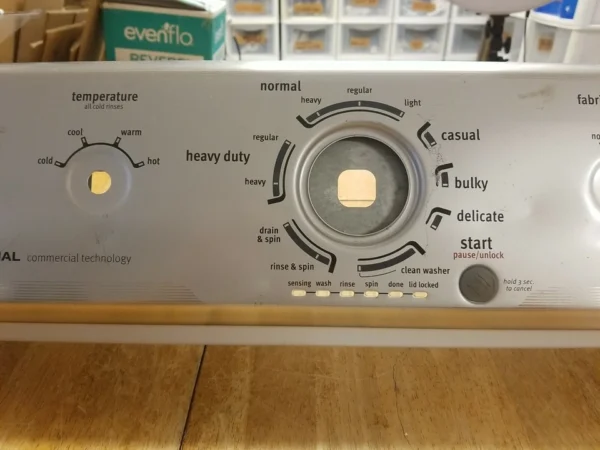 evenflo
temperature
all cold rinses
cool
warm
cold
hot
normal
regular
heavy
light
regular
heavy duty
heavy
casual
bulky
delicate
drain
& spin
rinse & spin
clean washer
start
pause/unlock
hold 3 sec.
to cancel
sensing wash rinse spin done lid locked
commercial technology